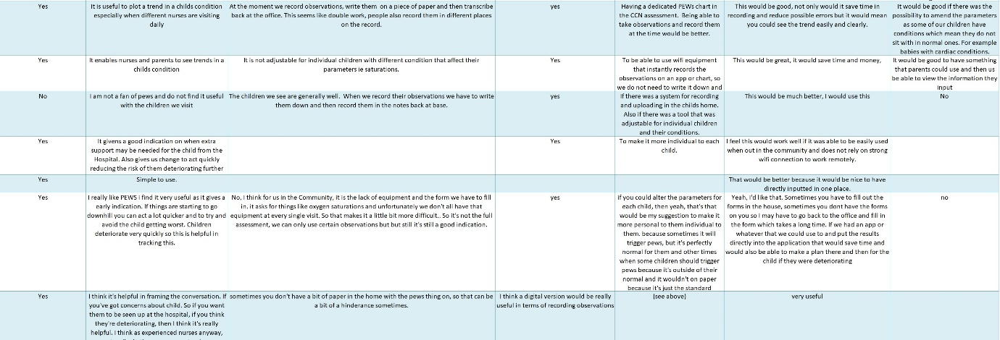 Yes
It is useful to plot a trend in a childs condition
especially when different nurses are visiting
daily
At the moment we record observations, write them on a piece of paper and then transcribe
back at the office. This seems like double work, people also record them in different places
on the record.
yes
Having a dedicated PEWs chart in
the CCN assessment. Being able to
take observations and record them
at the time would be better.
This would be good, not only would it save time in
recording and reduce possible errors but it would mean
you could see the trend easily and clearly.
It would be good if there was the
possibility to amend the parameters
as some of our children have
conditions which mean they do not
sit with in normal ones. For example
babies with cardiac conditions.
Yes
It enables nurses and parents to see trends in a
childs condition
It is not adjustable for individual children with different condition that affect their
parameters ie saturations.
Yes
To be able to use wifi equipment
that instantly records the
observations on an app or chart, so
we do not need to write it down and
This would be great, it would save time and money,
It would be good to have something
that parents could use and then us
be able to view the information they
input
No
I am not a fan of pews and do not find it useful
with the children we visit
The children we see are generally well. When we record their observations we have to write
them down and then record them in the notes back at base.
yes
If there was a system for recording
and uploading in the childs home.
Also if there was a tool that was
adjustable for individual children
and their conditions.
This would be much better, I would use this
No
Yes
It givens a good indication on when extra
support may be needed for the child from the
Hospital. Also gives us change to act quickly
reducing the risk of them deteriorating further
Yes
To make it more individual to each
child.
I feel this would work well if it was able to be easily used
when out in the community and does not rely on strong
wifi connection to work remotely.
Yes
Simple to use.
That would be better because it would be nice to have
directly inputted in one place.
Yes
I really like PEWS I find it very useful as it gives a
early indication. If things are starting to go
downhill you can act a lot quicker and to try and
avoid the child getting worst. Children
deteriorate very quickly so this is helpful in
tracking this.
No, I think for us in the Community, it is the lack of equipment and the form we have to fill
in. it asks for things like oxygen saturations and unfortunately we don't all have that
equipment at every single visit. So that makes it a little bit more difficult.. So it's not the full
assessment, we can only use certain observations but but still it's still a good indication.
yes
if you could alter the parameters for
each child, then yeah, that's that
would be my suggestion to make it
more personal to them individual to
them. because sometimes it will
trigger pews, but it's perfectly
normal for them and other times
when some children should trigger
pews because it's outside of their
normal and it wouldn't on paper
because it's just the standard
Yeah, I'd like that. Sometimes you have to fill out the
forms in the house, sometimes you dont have the forms
on you so I may have to go back to the office and fill in
the form which takes a long time. If we had an app or
whatever that we could use to and put the results
directly into the application that would save time and
would also be able to make a plan there and then for the
child if they were deteriorating
no
Yes
I think it's helpful in framing the conversation. If
you've got concerns about child. So if you want
them to be seen up at the hospital, if you think
they're deteriorating, then I think it's really
helpful. I think as experienced nurses anyway,
sometimes you don't have a bit of paper in the home with the pews thing on, so that can be
a bit of a hinderance sometimes.
I think a digital version would be really
useful in terms of recording observations
(see above)
very useful